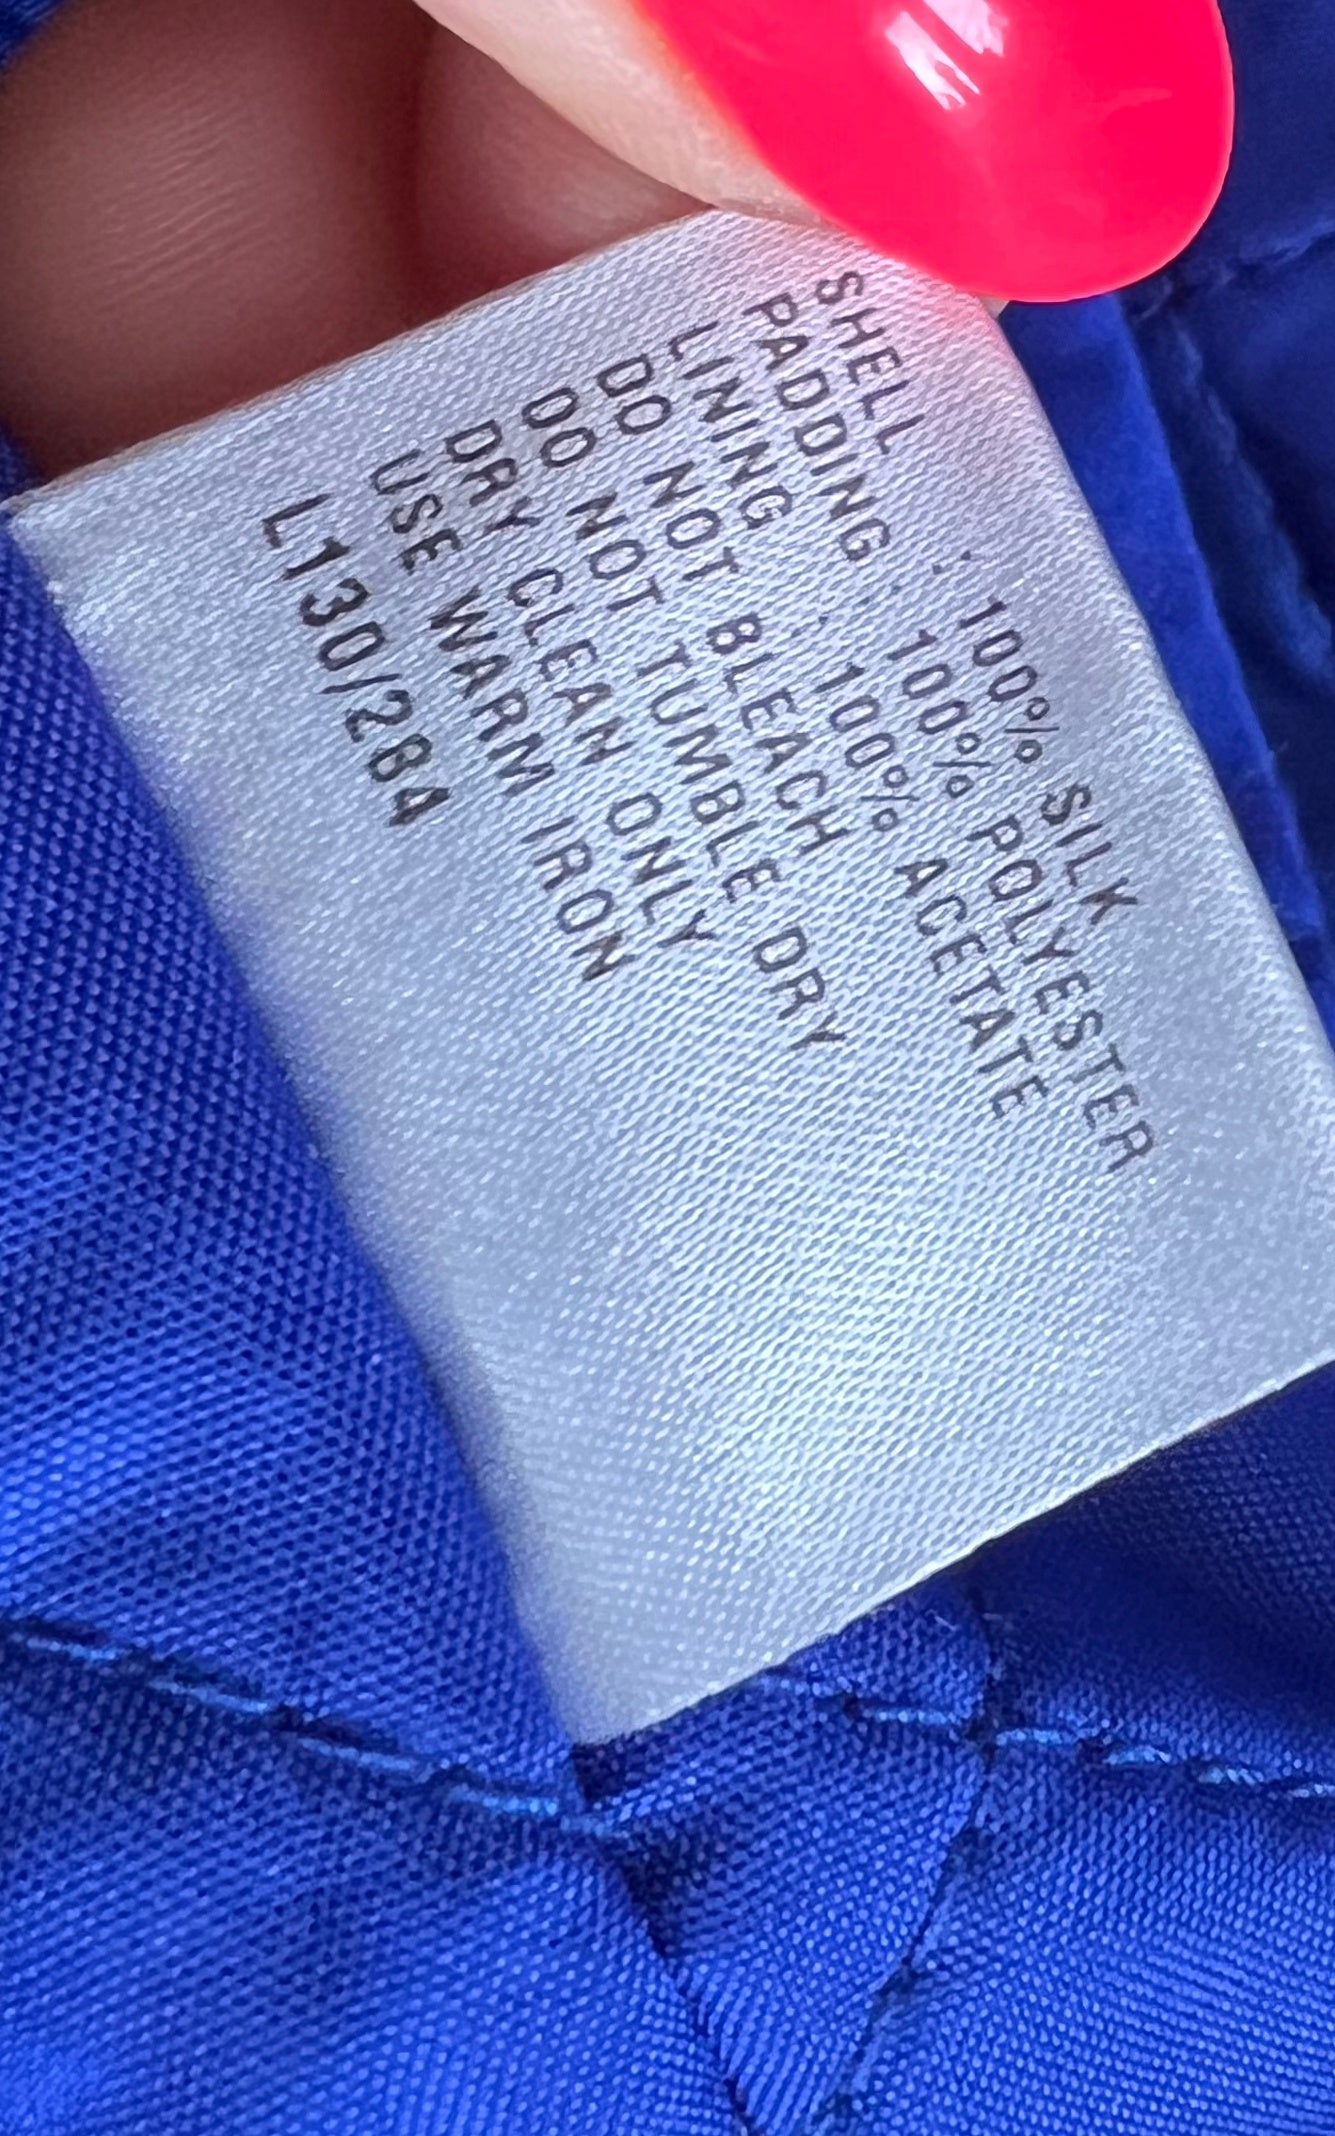 SHELL : 100% SILK
PADDING : 100% POLYESTER
LINING : 100% ACETATE
DO NOT BLEACH
DO NOT TUMBLE DRY
DRY CLEAN ONLY
USE WARM IRON
L130/284